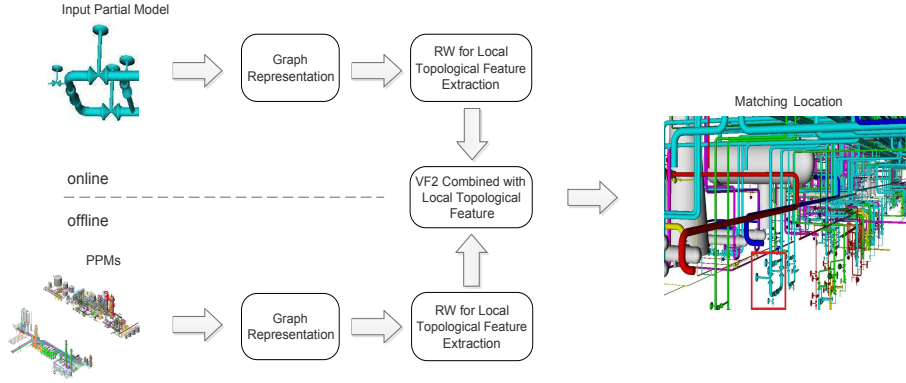 Input Partial Model
Graph
Representation
RW for Local
Topological Feature
Extraction
Matching Location
online
offline
VF2 Combined with
Local Topological
Feature
PPMs
Graph
Representation
RW for Local
Topological Feature
Extraction